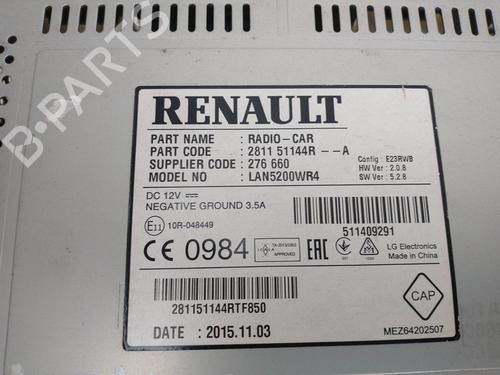 B-PARTS
RENAULT
PART NAME : RADIO-CAR
PART CODE : 281151144R--A
SUPPLIER CODE : 276 660
MODEL NO : LAN5200WR4
Config : E23RWB
HW Ver : 2.0.8
SW Ver : 5.2.8
DC 12V
NEGATIVE GROUND 3.5A
E11 10R-048449
511409291
CE 0984
APPROVED
EAC
LG Electronics
Made in China
281151144RTF850
CAP
DATE : 2015.11.03
MEZ64202507